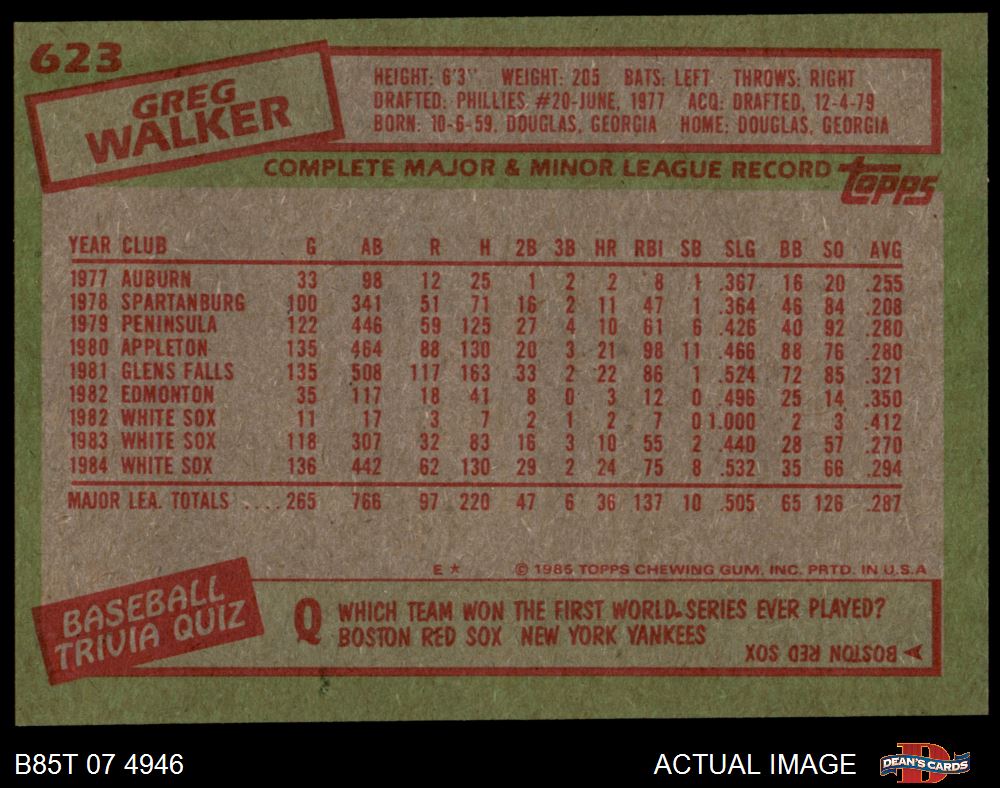 623
GREG
WALKER
HEIGHT: 6'3" WEIGHT: 205 BATS: LEFT THROWS: RIGHT
DRAFTED: PHILLIES #20-JUNE, 1977 ACQ: DRAFTED, 12-4-79
BORN: 10-6-59, DOUGLAS, GEORGIA HOME: DOUGLAS, GEORGIA
COMPLETE MAJOR & MINOR LEAGUE RECORD topps
YEAR CLUB G AB R H 2B 3B HR RBI SB SLG BB SO AVG
1977 AUBURN 33 98 12 25 1 2 2 8 1 .367 16 20 .255
1978 SPARTANBURG 100 341 51 71 16 2 11 47 1 .364 46 84 .208
1979 PENINSULA 122 446 59 125 27 4 10 61 6 .426 40 92 .280
1980 APPLETON 135 464 88 130 20 3 21 98 11 .466 88 76 .280
1981 GLENS FALLS 135 508 117 163 33 2 22 86 1 .524 72 85 .321
1982 EDMONTON 35 117 18 41 8 0 3 12 0 .496 25 14 .350
1982 WHITE SOX 11 17 3 7 2 1 2 7 0 1.000 2 3 .412
1983 WHITE SOX 118 307 32 83 16 3 10 55 2 .440 28 57 .270
1984 WHITE SOX 136 442 62 130 29 2 24 75 8 .532 35 66 .294
MAJOR LEA. TOTALS .... 265 766 97 220 47 6 36 137 10 .505 65 126 .287
E ★ © 1985 TOPPS CHEWING GUM, INC. PRTD. IN U.S.A
BASEBALL
TRIVIA QUIZ
Q WHICH TEAM WON THE FIRST WORLD SERIES EVER PLAYED?
BOSTON RED SOX NEW YORK YANKEES
BOSTON RED SOX
B85T 07 4946
ACTUAL IMAGE
DEAN'S CARDS